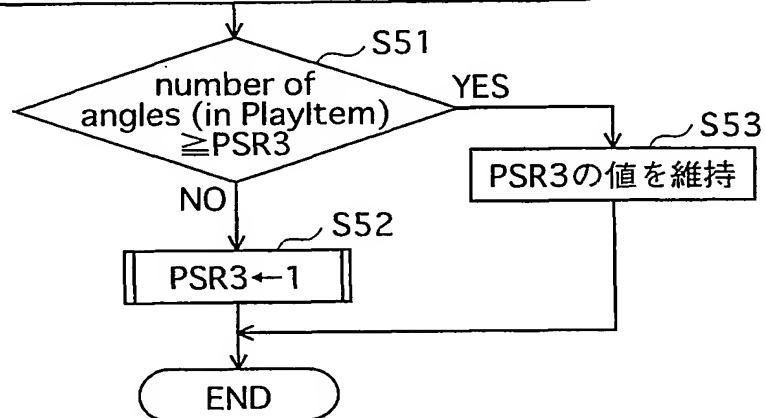 S51
number of
angles (in PlayItem)
≧PSR3
YES
S53
PSR3の値を維持
NO
S52
PSR3←1
END